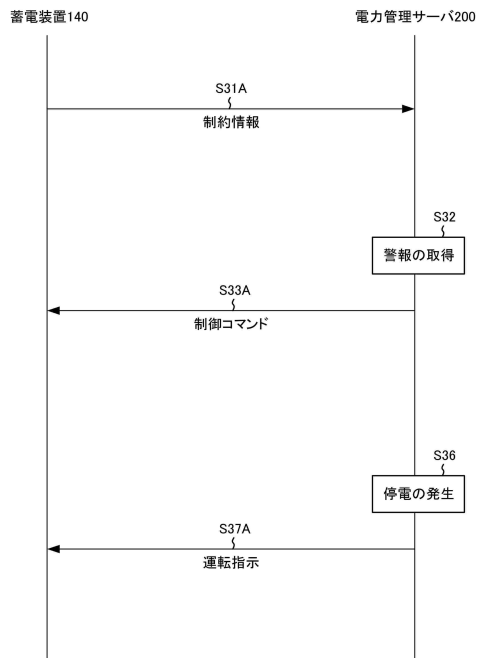 蓄電装置140
電力管理サーバ200
S31A
制約情報
S32
警報の取得
S33A
制御コマンド
S36
停電の発生
S37A
運転指示